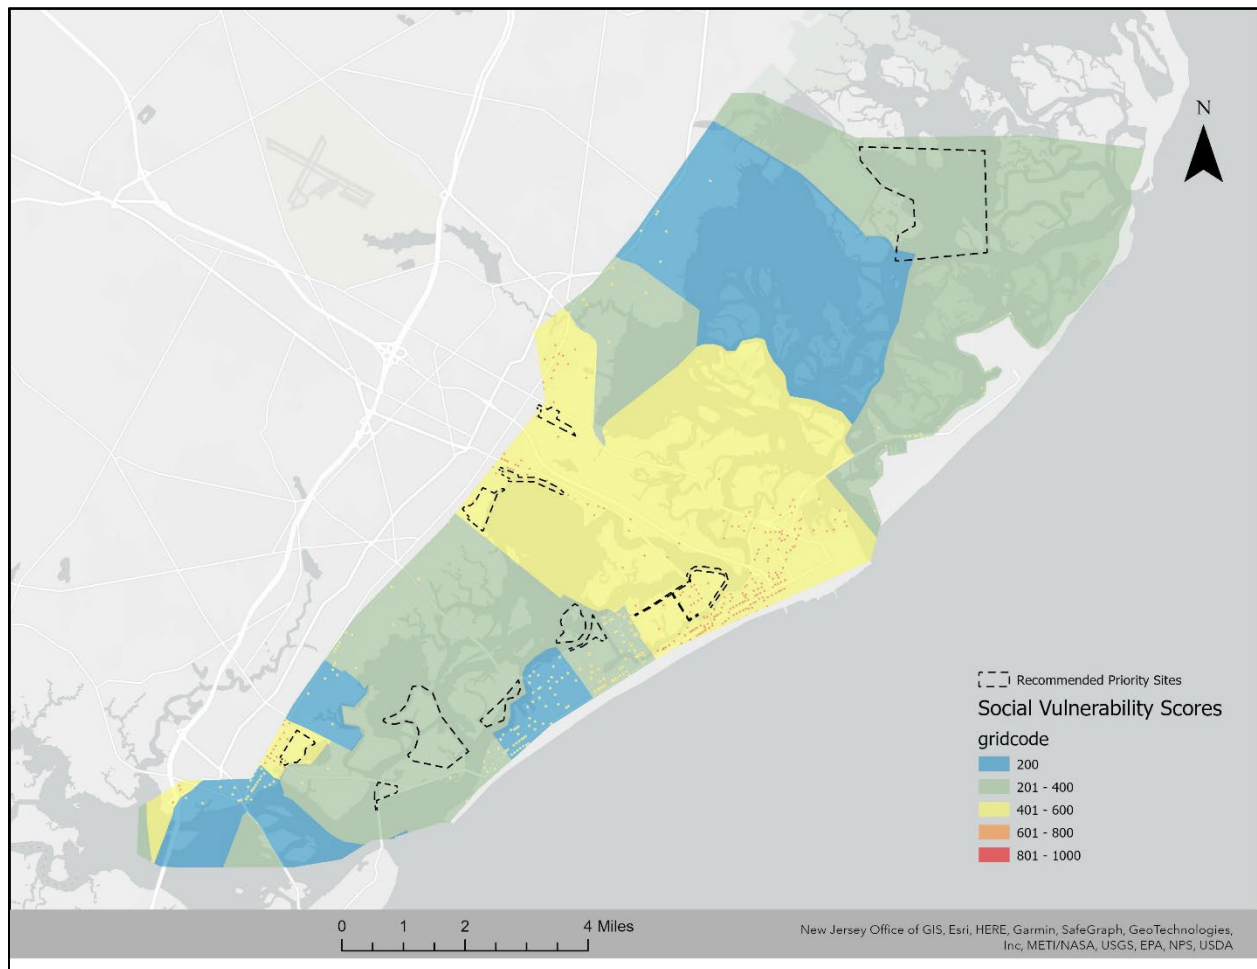 N
Recommended Priority Sites
Social Vulnerability Scores
gridcode
200
201 - 400
401 - 600
601 - 800
801 - 1000
0 1 2 4 Miles
New Jersey Office of GIS, Esri, HERE, Garmin, SafeGraph, GeoTechnologies,
Inc, METI/NASA, USGS, EPA, NPS, USDA